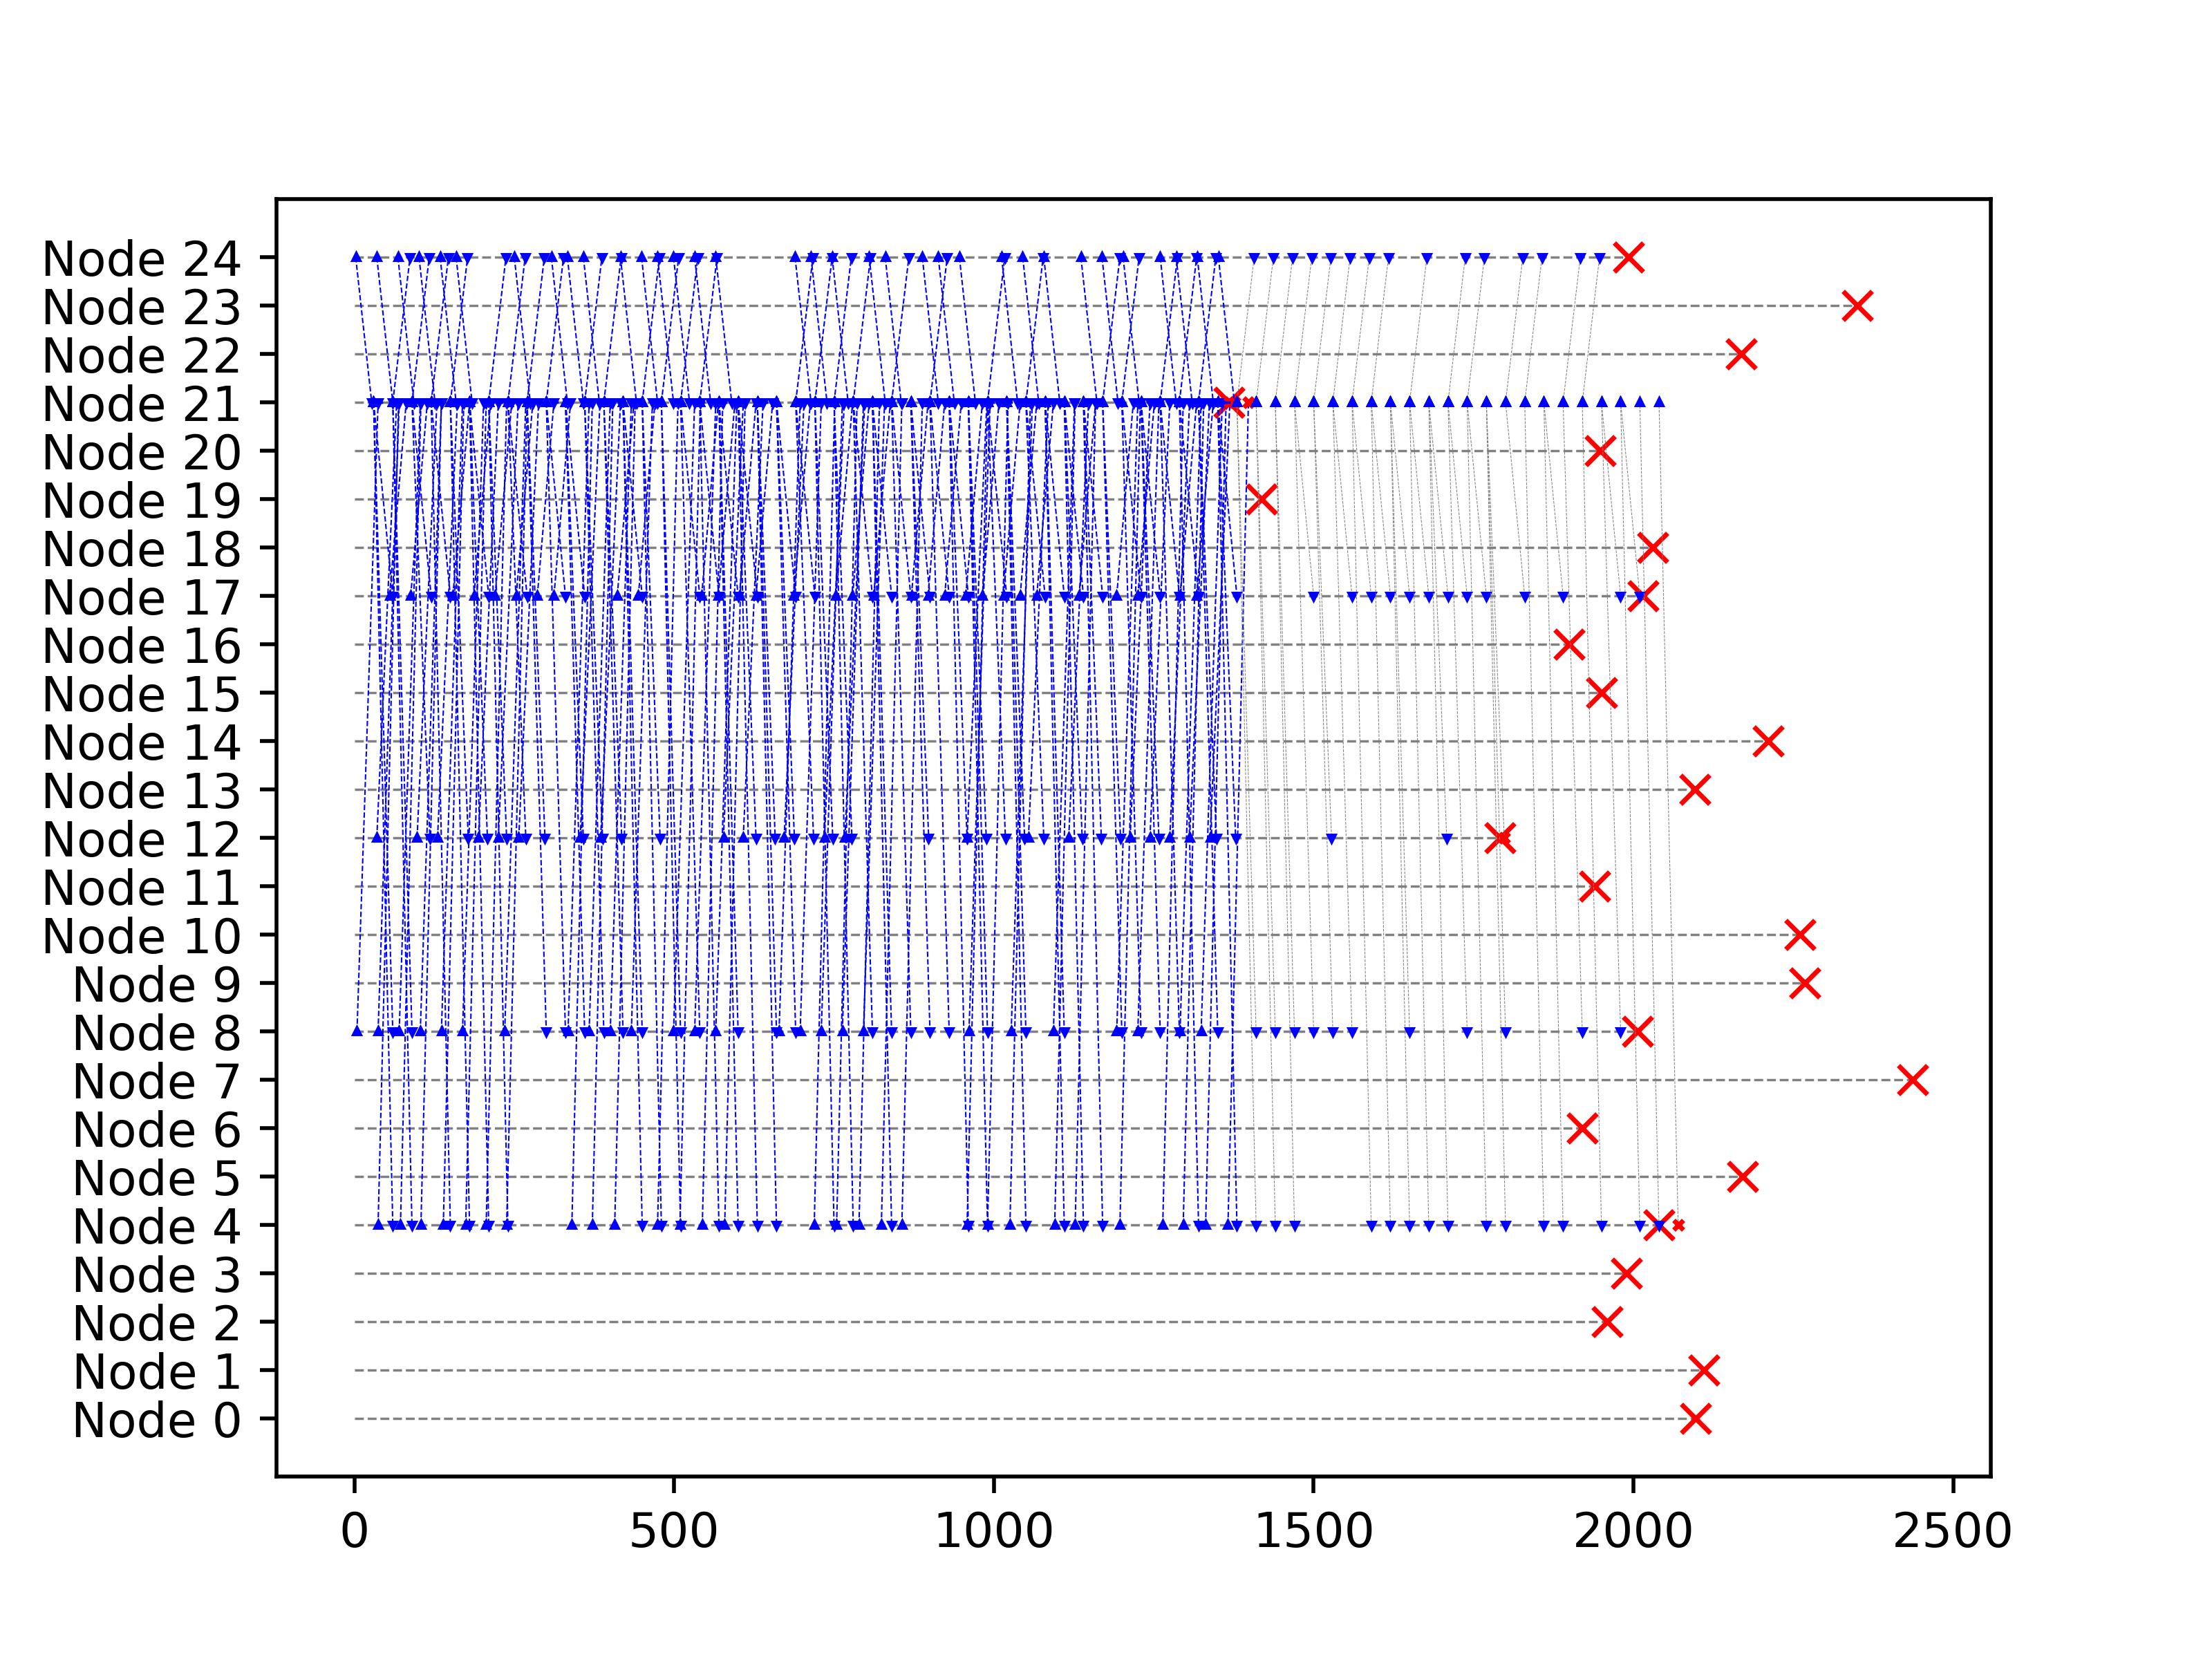 Node 24
Node 23
Node 22
Node 21
Node 20
Node 19
Node 18
Node 17
Node 16
Node 15
Node 14
Node 13
Node 12
Node 11
Node 10
Node 9
Node 8
Node 7
Node 6
Node 5
Node 4
Node 3
Node 2
Node 1
Node 0
0 500 1000 1500 2000 2500